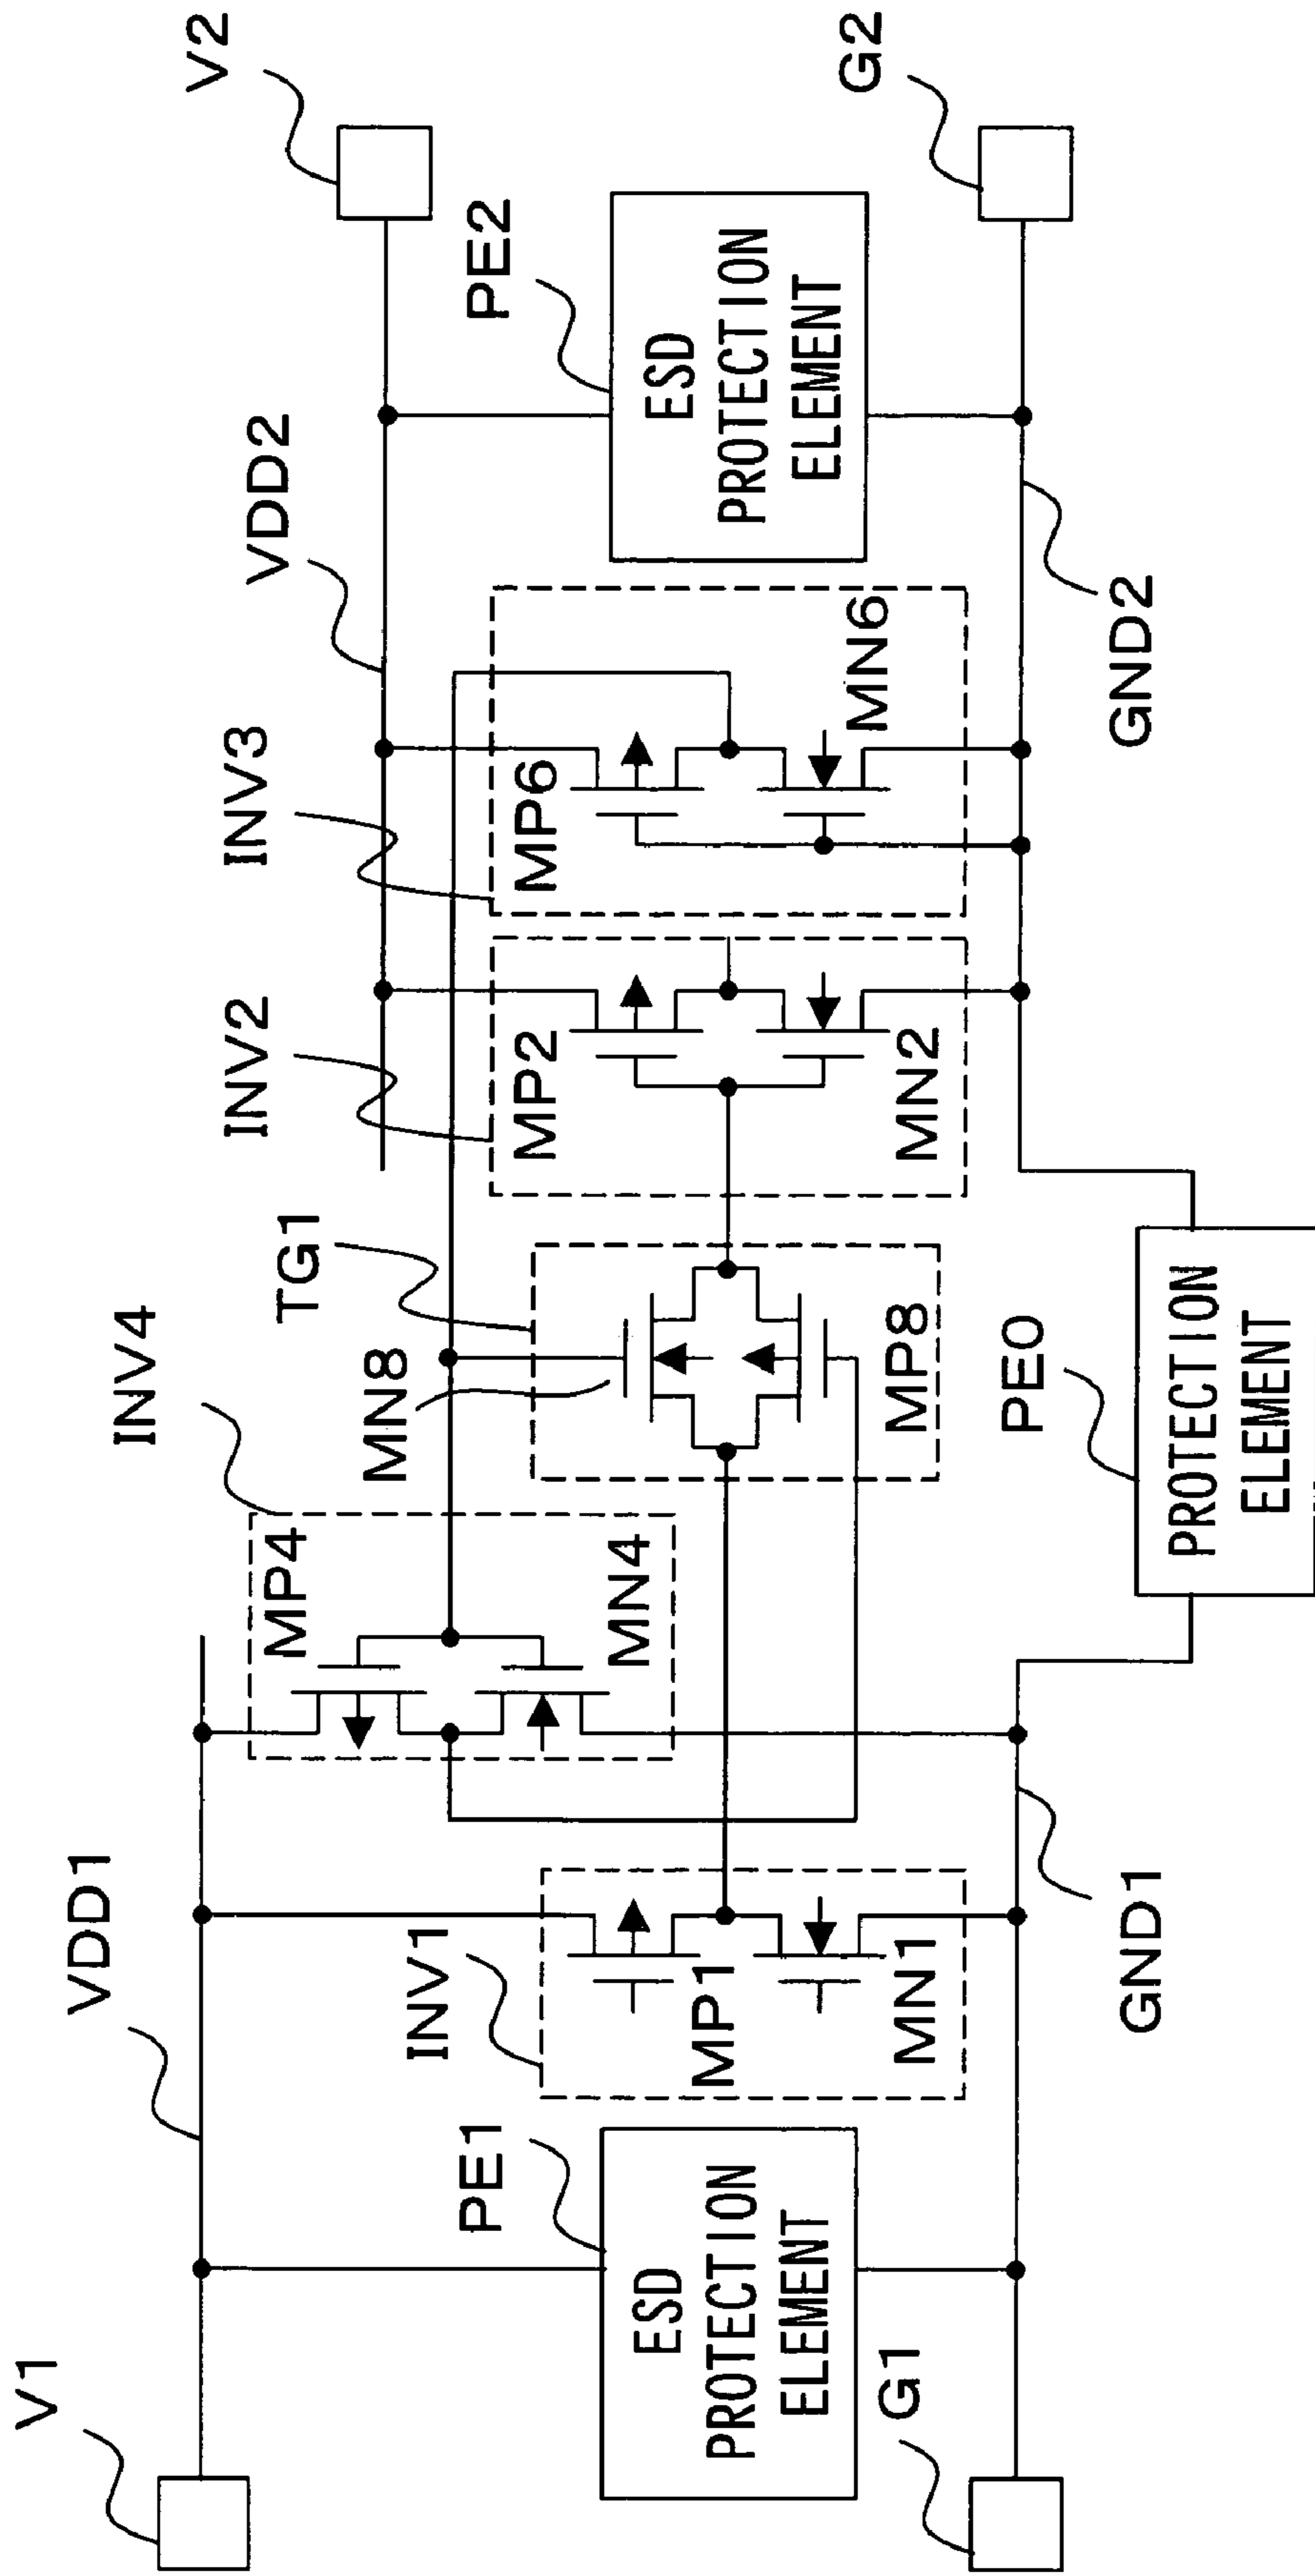 V1
VDD1
INV4
TG1
INV2
INV3
VDD2
V2
PE1
INV1
MP4
MN4
MN8
MP2
MP6
PE2
ESD
PROTECTION
ELEMENT
MP1
MN1
MP8
MN2
MN6
ESD
PROTECTION
ELEMENT
G1
GND1
PE0
GND2
G2
PROTECTION
ELEMENT